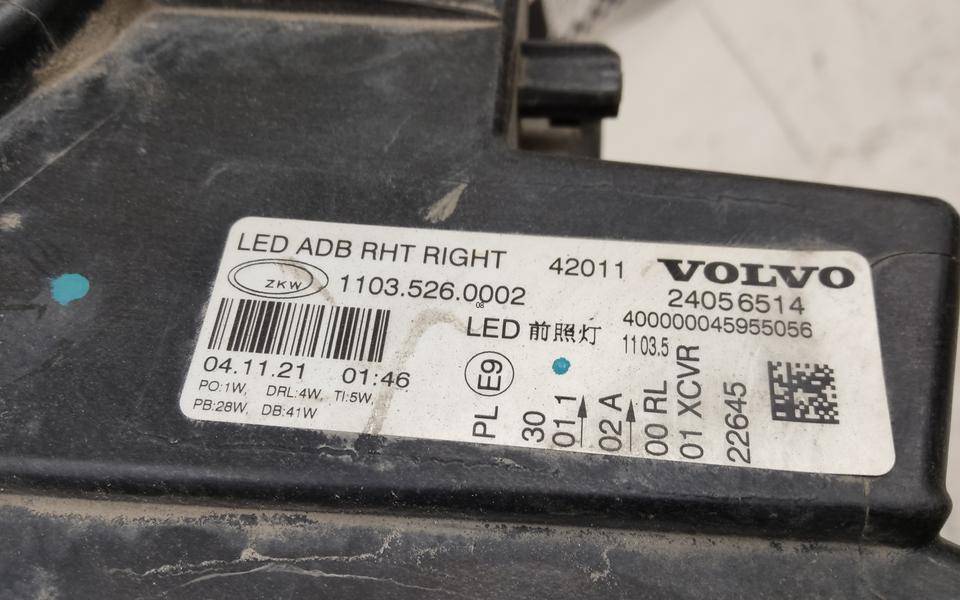 LED ADB RHT RIGHT 42011 VOLVO
ZKW 1103.526.0002 24056514
08
LED 前照灯 400000045955056
1103.5
04.11.21 01:46
PO:1W, DRL:4W, TI:5W,
PB:28W, DB:41W
E9
PL
30
01 1
02 A
00 RL
01 XCVR
22645